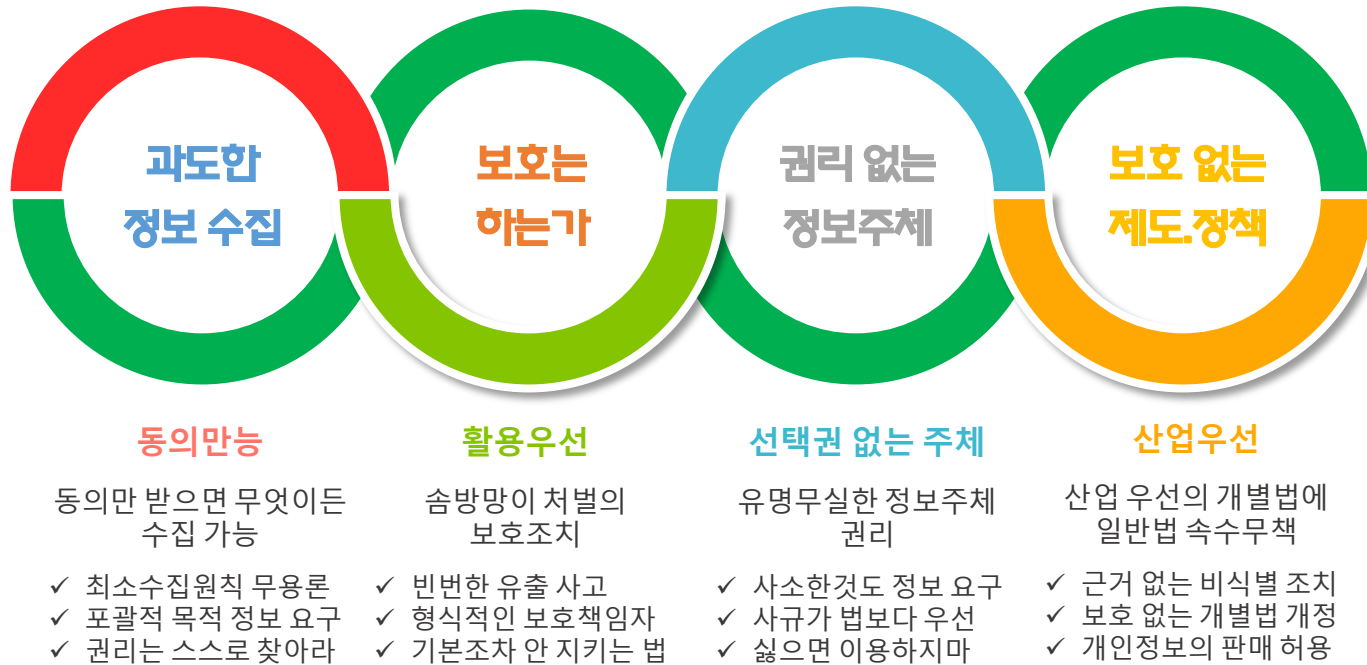 과도한
정보 수집
보호는
하는가
권리 없는
정보주체
보호 없는
제도.정책
동의만능
동의만 받으면 무엇이든
수집 가능
✓ 최소수집원칙 무용론
✓ 포괄적 목적 정보 요구
✓ 권리는 스스로 찾아라
활용우선
솜방망이 처벌의
보호조치
✓ 빈번한 유출 사고
✓ 형식적인 보호책임자
✓ 기본조차 안 지키는 법
선택권 없는 주체
유명무실한 정보주체
권리
✓ 사소한것도 정보 요구
✓ 사규가 법보다 우선
✓ 싫으면 이용하지마
산업우선
산업 우선의 개별법에
일반법 속수무책
✓ 근거 없는 비식별 조치
✓ 보호 없는 개별법 개정
✓ 개인정보의 판매 허용